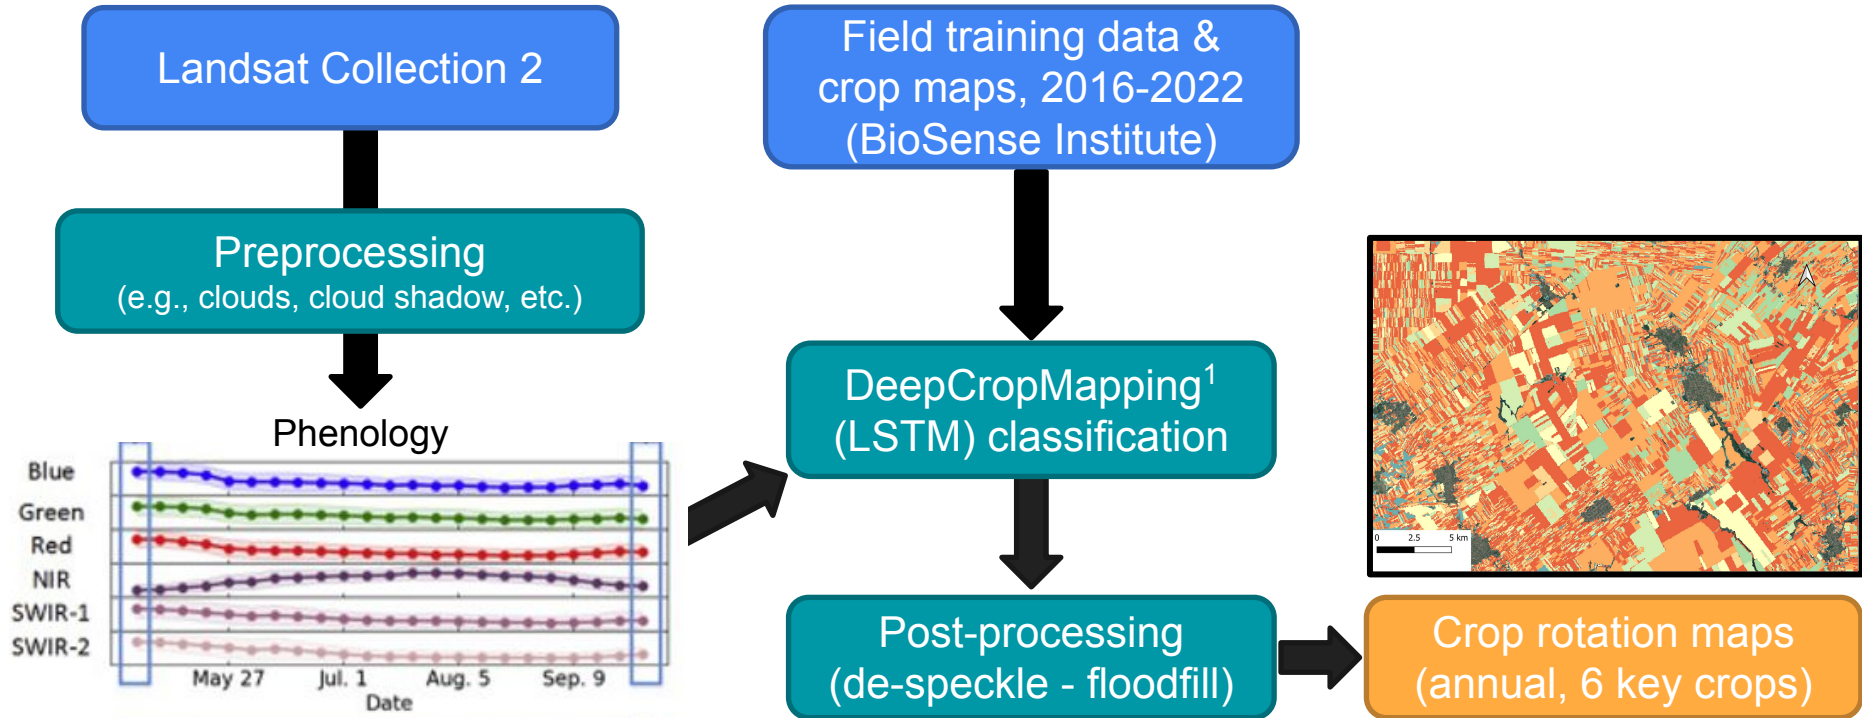 Landsat Collection 2
Preprocessing
(e.g., clouds, cloud shadow, etc.)
Phenology
Blue
Green
Red
NIR
SWIR-1
SWIR-2
May 27
Jul. 1
Aug. 5
Sep. 9
Date
Field training data &
crop maps, 2016-2022
(BioSense Institute)
DeepCropMapping¹
(LSTM) classification
Post-processing
(de-speckle - floodfill)
0 2.5 5 km
Crop rotation maps
(annual, 6 key crops)